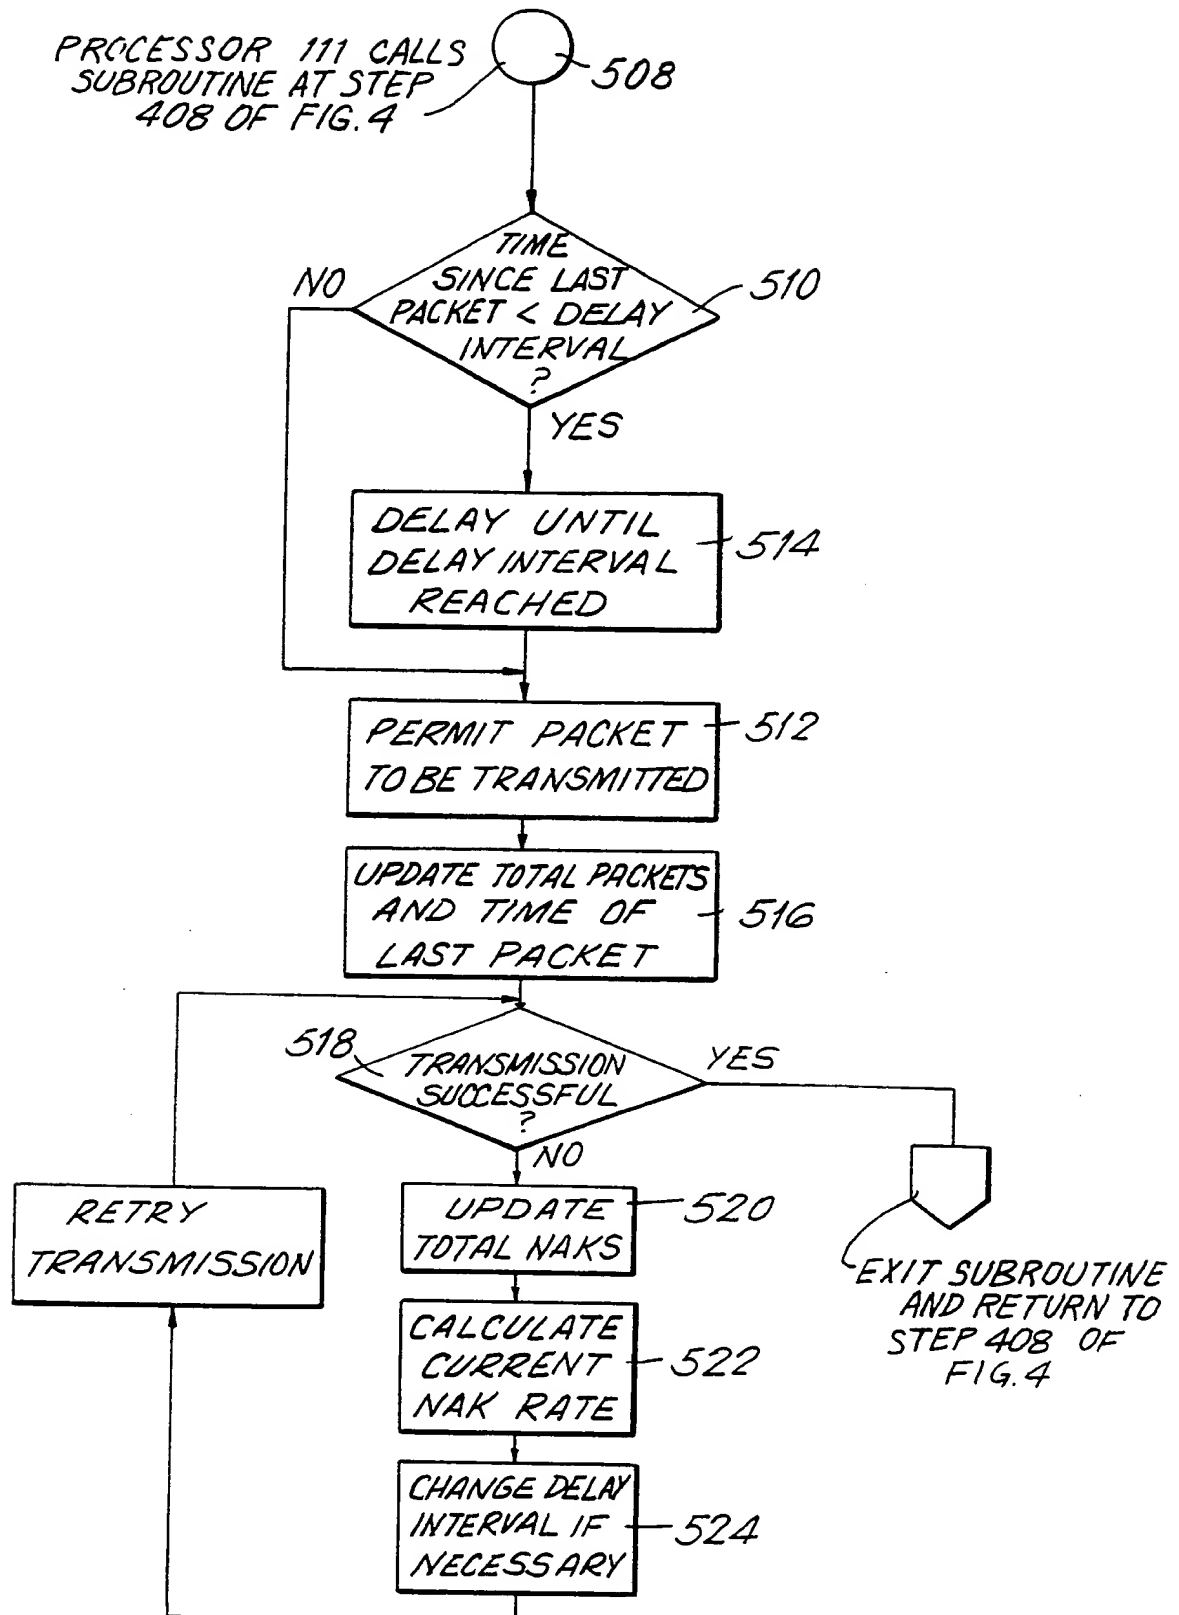 PROCESSOR 111 CALLS
SUBROUTINE AT STEP
408 OF FIG. 4
508
TIME
SINCE LAST
PACKET < DELAY
INTERVAL
?
510
NO
YES
DELAY UNTIL
DELAY INTERVAL
REACHED
514
PERMIT PACKET
TO BE TRANSMITTED
512
UPDATE TOTAL PACKETS
AND TIME OF
LAST PACKET
516
518
TRANSMISSION
SUCCESSFUL
?
YES
NO
RETRY
TRANSMISSION
UPDATE
TOTAL NAKS
520
EXIT SUBROUTINE
AND RETURN TO
STEP 408 OF
FIG. 4
CALCULATE
CURRENT
NAK RATE
522
CHANGE DELAY
INTERVAL IF
NECESSARY
524